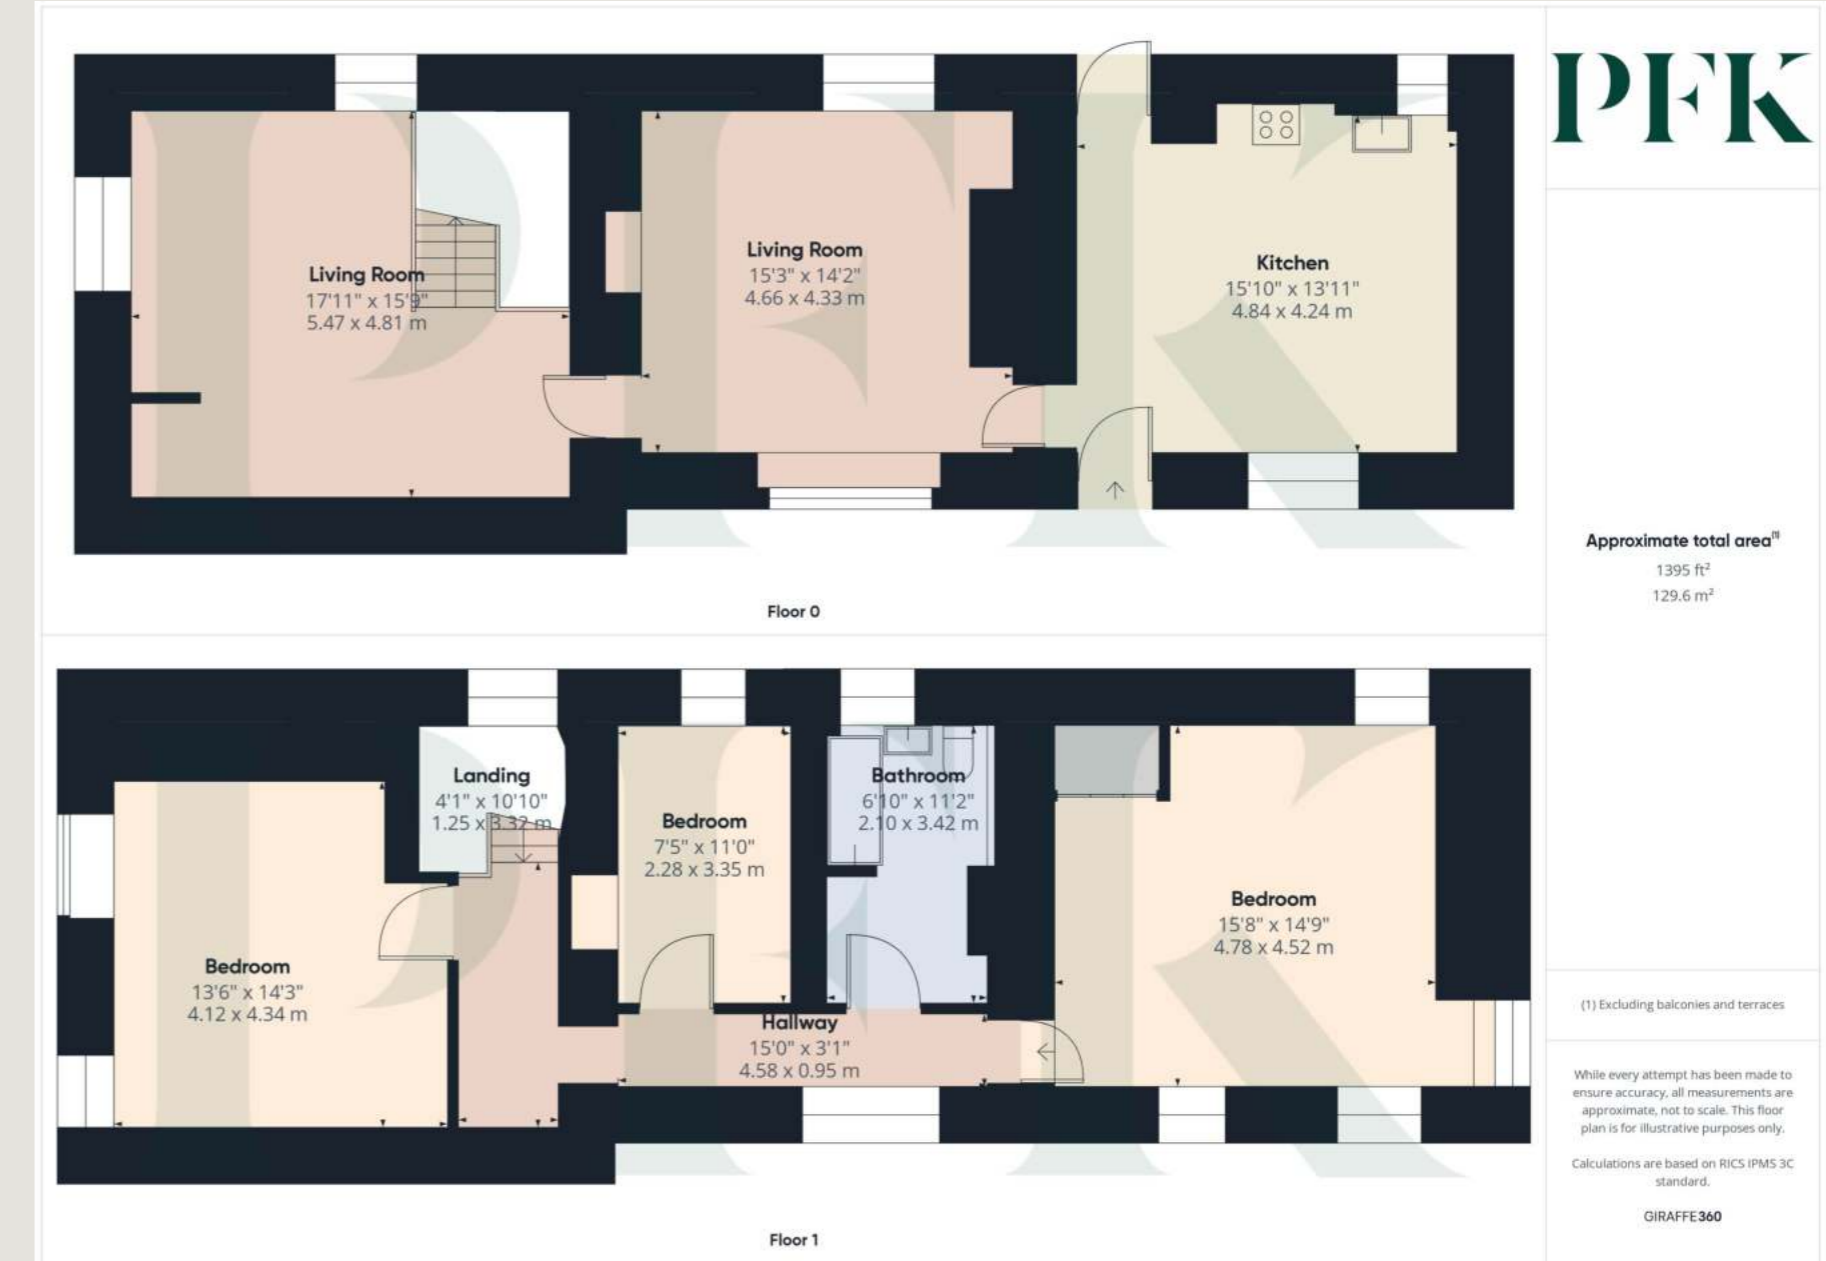 PFK
Living Room
17'11" x 15'9"
5.47 x 4.81 m
Living Room
15'3" x 14'2"
4.66 x 4.33 m
Kitchen
15'10" x 13'11"
4.84 x 4.24 m
Floor 0
Approximate total area(1)
1395 ft²
129.6 m²
Landing
4'1" x 10'10"
1.25 x 3.32 m
Bedroom
7'5" x 11'0"
2.28 x 3.35 m
Bathroom
6'10" x 11'2"
2.10 x 3.42 m
Bedroom
15'8" x 14'9"
4.78 x 4.52 m
Bedroom
13'6" x 14'3"
4.12 x 4.34 m
Hallway
15'0" x 3'1"
4.58 x 0.95 m
Floor 1
(1) Excluding balconies and terraces
While every attempt has been made to
ensure accuracy, all measurements are
approximate, not to scale. This floor
plan is for illustrative purposes only.
Calculations are based on RICS IPMS 3C
standard.
GIRAFFE360